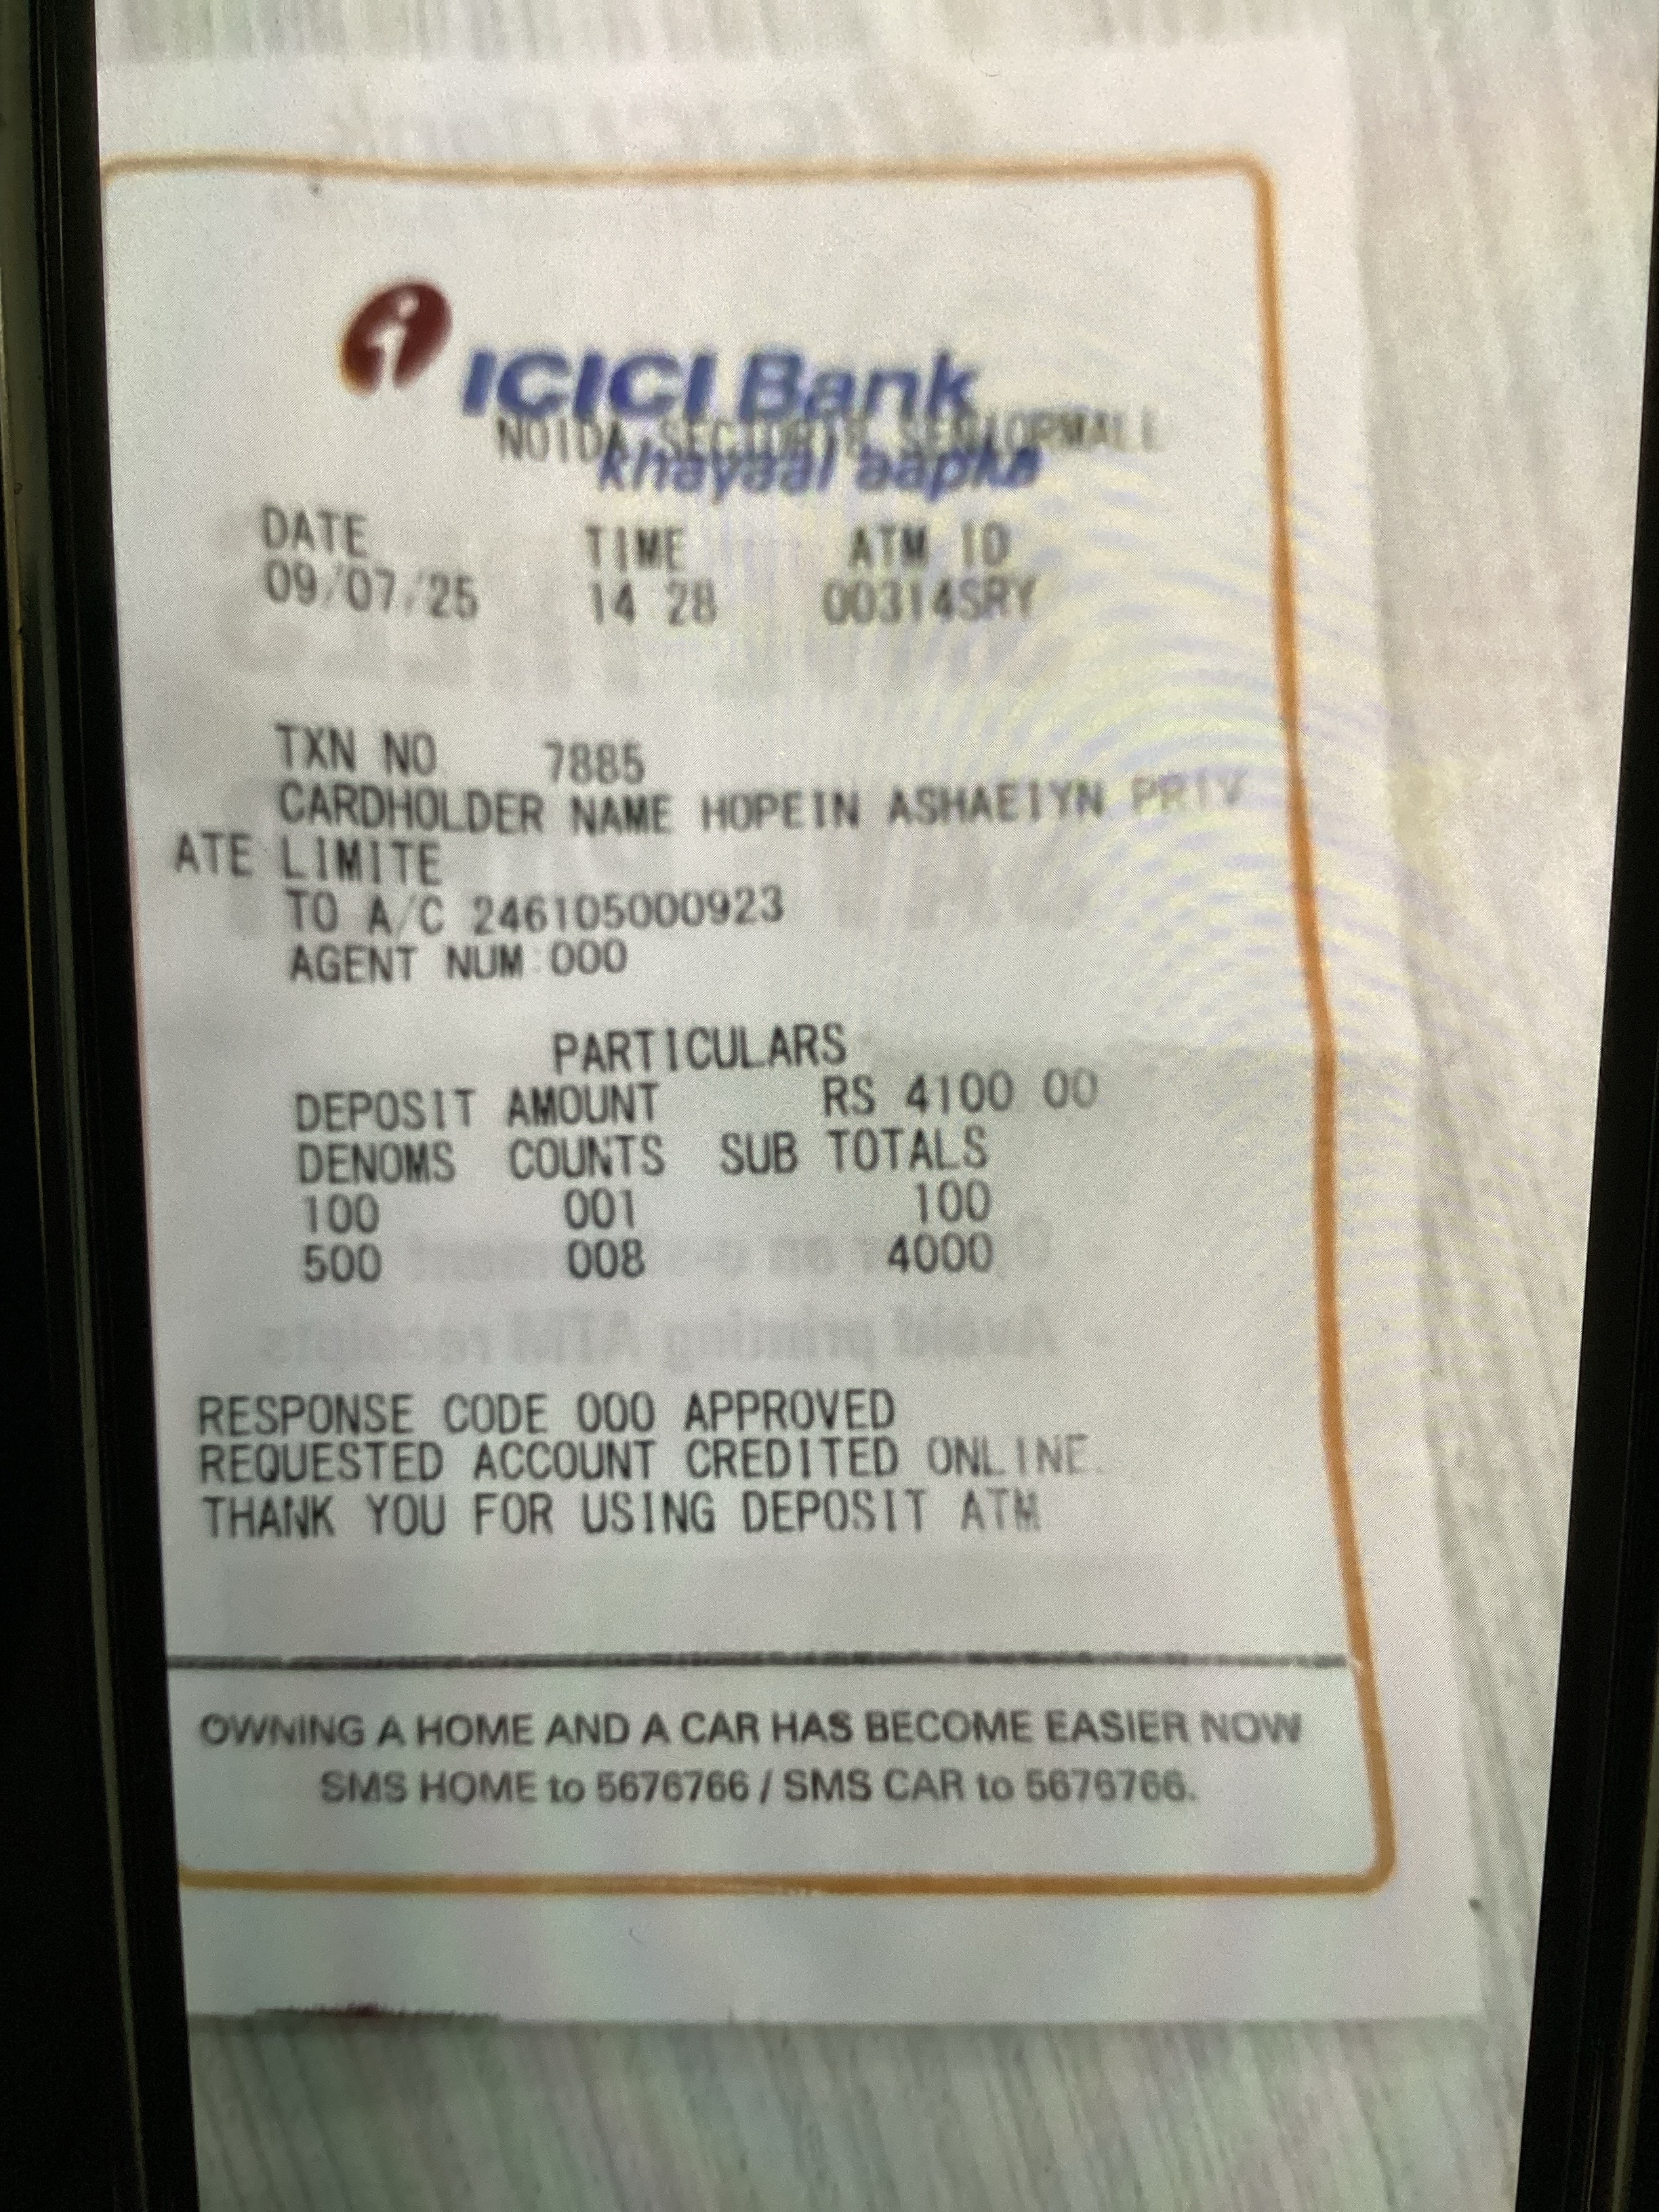 ICICI Bank
NOIDA SECTOR18 SENIORMALL
khayaal aapka
DATE TIME ATM ID
09/07/25 14 28 00314SRY
TXN NO 7885
CARDHOLDER NAME HOPEIN ASHAEIYN PRIV
ATE LIMITE
TO A/C 246105000923
AGENT NUM:000
PARTICULARS
DEPOSIT AMOUNT RS 4100 00
DENOMS COUNTS SUB TOTALS
100 001 100
500 008 4000
RESPONSE CODE 000 APPROVED
REQUESTED ACCOUNT CREDITED ONLINE.
THANK YOU FOR USING DEPOSIT ATM
OWNING A HOME AND A CAR HAS BECOME EASIER NOW
SMS HOME to 5676766 / SMS CAR to 5676766.